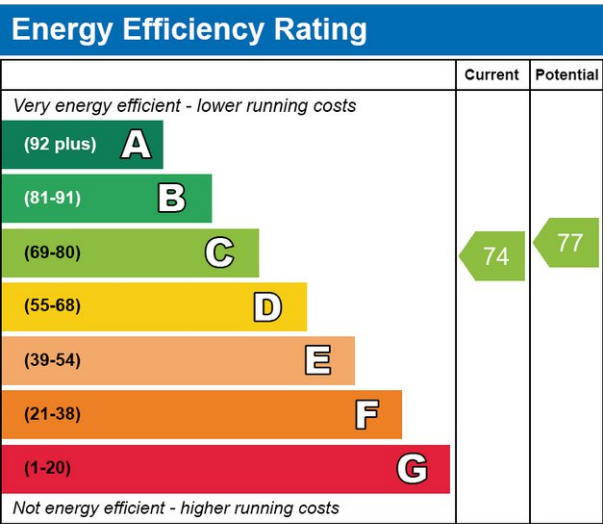 Energy Efficiency Rating
Current Potential
Very energy efficient - lower running costs
(92 plus) A
(81-91) B
(69-80) C 74 77
(55-68) D
(39-54) E
(21-38) F
(1-20) G
Not energy efficient - higher running costs